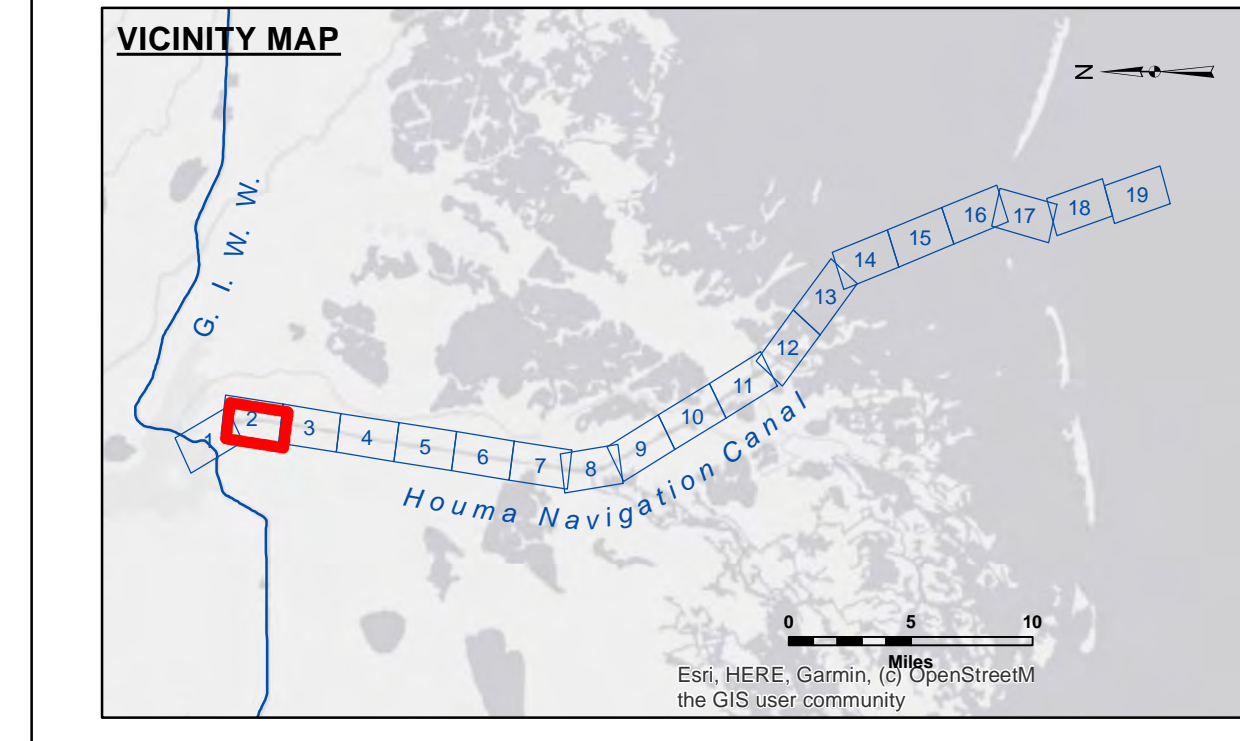 VICINITY MAP
N
G. I. W. W.
1
2
3
4
5
6
7
8
9
10
11
12
13
14
15
16
17
18
19
Houma Navigation Canal
0 5 10
Miles
Esri, HERE, Garmin, (c) OpenStreetM
the GIS user community